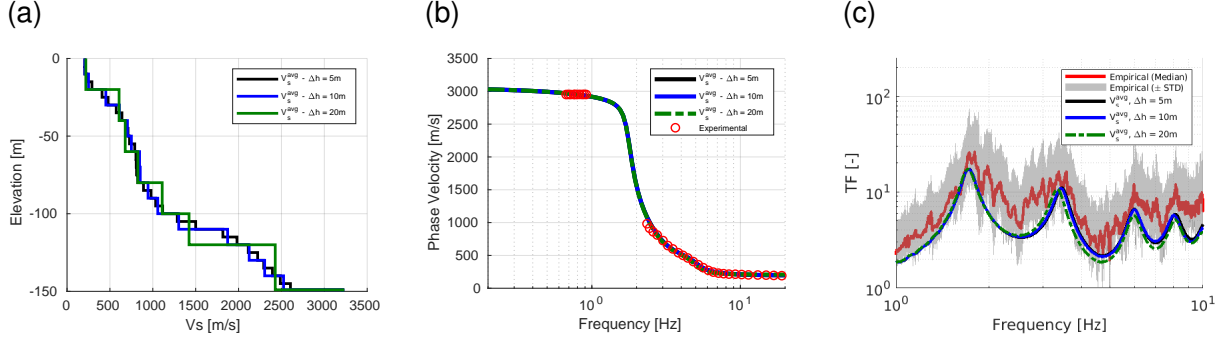 (a)
(b)
(c)
0
-50
-100
-150
Elevation [m]
0
500
1000
1500
2000
2500
3000
3500
Vs [m/s]
V_s^avg - Δh = 5m
V_s^avg - Δh = 10m
V_s^avg - Δh = 20m
3500
3000
2500
2000
1500
1000
500
0
Phase Velocity [m/s]
10^0
10^1
Frequency [Hz]
V_s^avg - Δh = 5m
V_s^avg - Δh = 10m
V_s^avg - Δh = 20m
Experimental
10^2
10^1
10^0
TF [-]
10^0
10^1
Frequency [Hz]
Empirical (Median)
Empirical (± STD)
V_s^avg, Δh = 5m
V_s^avg, Δh = 10m
V_s^avg, Δh = 20m